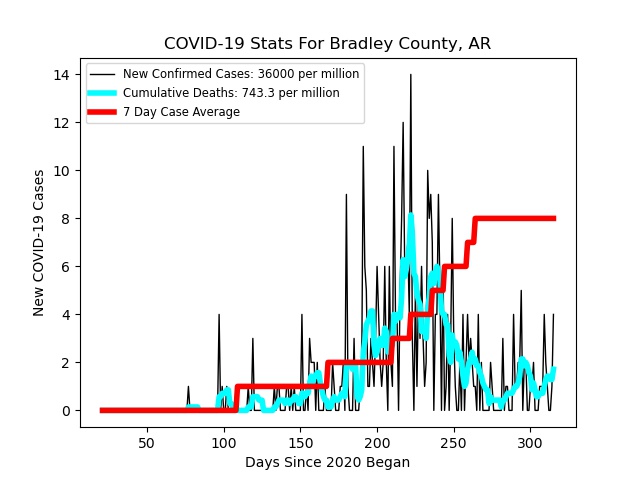 COVID-19 Stats For Bradley County, AR
New Confirmed Cases: 36000 per million
Cumulative Deaths: 743.3 per million
7 Day Case Average
New COVID-19 Cases
14
12
10
8
6
4
2
0
50 100 150 200 250 300
Days Since 2020 Began